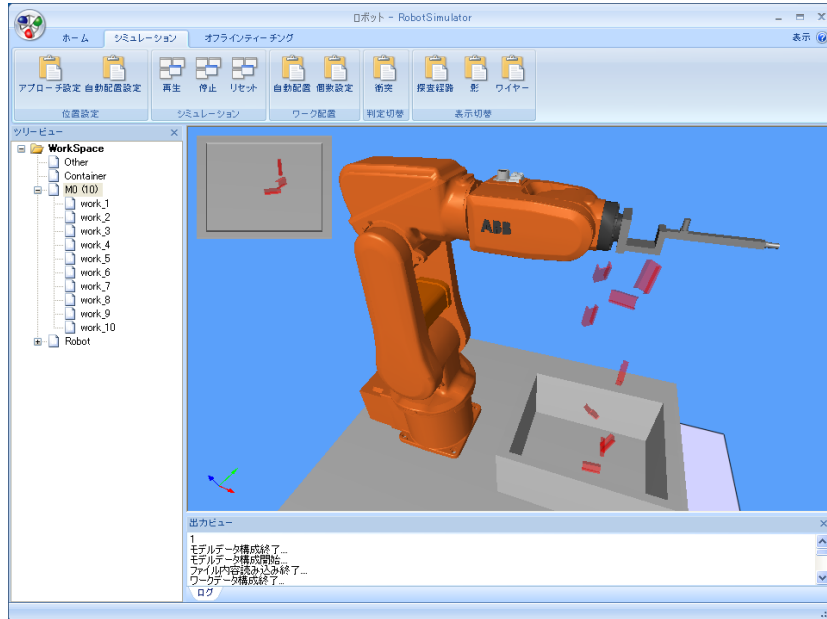 ロボット - RobotSimulator
ホーム シミュレーション オフラインティーチング 表示
アプローチ設定 自動配置設定 再生 停止 リセット 自動配置 個数設定 衝突 探査経路 影 ワイヤー
位置設定 シミュレーション ワーク配置 判定切替 表示切替
ツリービュー
WorkSpace
Other
Container
M0 (10)
work_1
work_2
work_3
work_4
work_5
work_6
work_7
work_8
work_9
work_10
Robot
ABB
出力ビュー
1
モデルデータ構成終了...
モデルデータ構成開始...
ファイル内容読み込み終了...
ワークデータ構成終了...
ログ